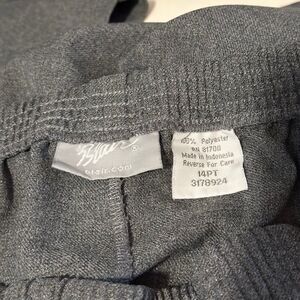 Blair
blair.com
100% Polyester
RN 81700
Made in Indonesia
Reverse For Care
14PT
3178924